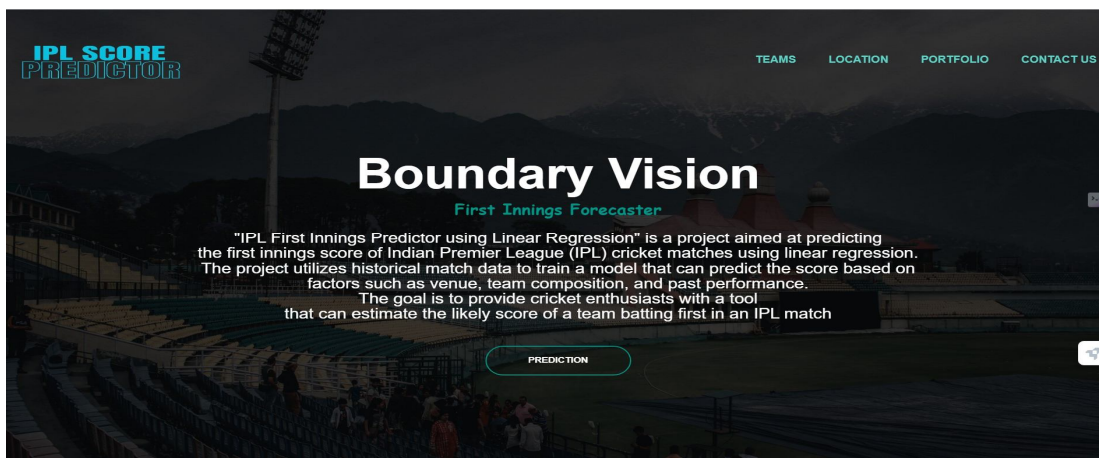 IPL SCORE
PREDICTOR
TEAMS LOCATION PORTFOLIO CONTACT US
Boundary Vision
First Innings Forecaster
"IPL First Innings Predictor using Linear Regression" is a project aimed at predicting
the first innings score of Indian Premier League (IPL) cricket matches using linear regression.
The project utilizes historical match data to train a model that can predict the score based on
factors such as venue, team composition, and past performance.
The goal is to provide cricket enthusiasts with a tool
that can estimate the likely score of a team batting first in an IPL match
PREDICTION